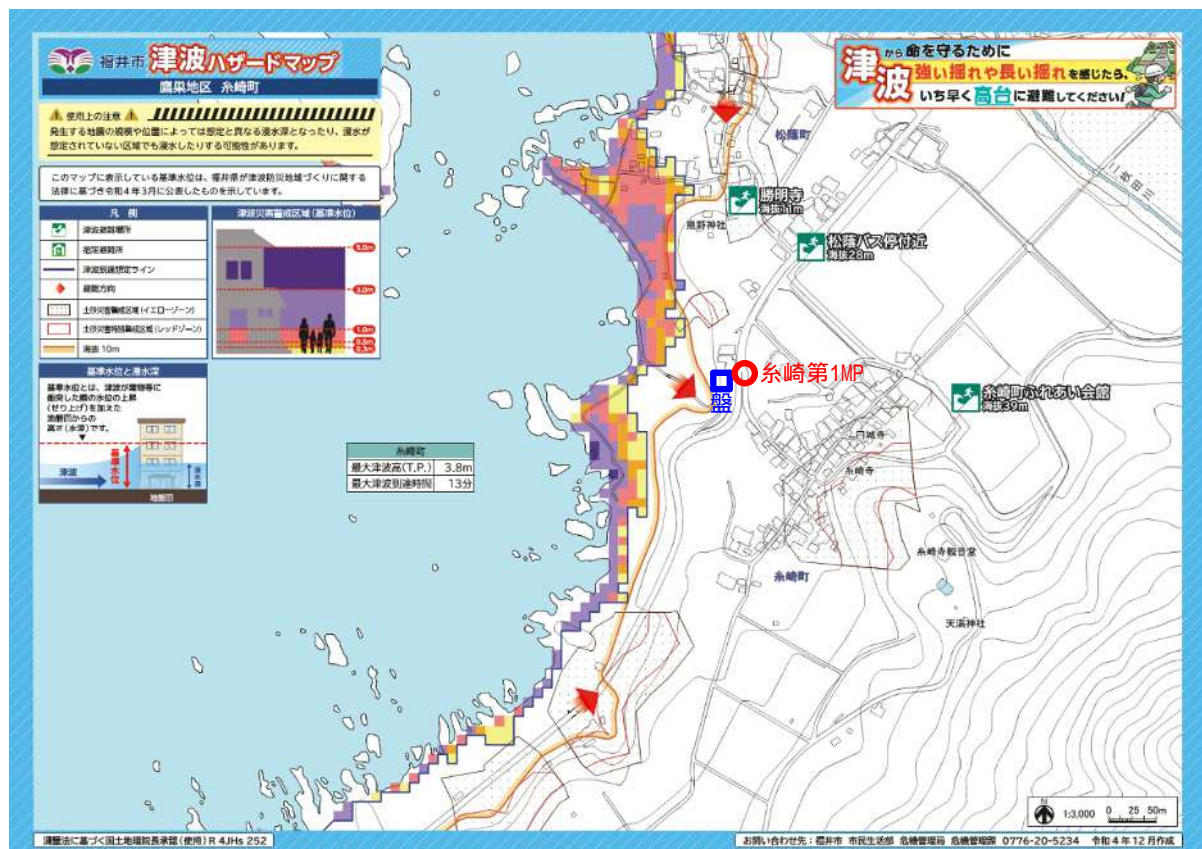 福井市 津波ハザードマップ
鷹巣地区 糸崎町
使用上の注意
発生する地震の規模や位置によっては想定と異なる浸水深となったり、浸水が
想定されていない区域でも浸水したりする可能性があります。
このマップに表示している基準水位は、福井県が津波防災地域づくりに関する
法律に基づき令和4年3月に公表したものを示しています。
凡 例
津波避難場所
指定避難所
津波到達想定ライン
避難方向
土砂災害警戒区域(イエローゾーン)
土砂災害特別警戒区域(レッドゾーン)
海抜 10m
津波災害警戒区域(基準水位)
5.0m
3.0m
1.0m
0.5m
0.3m
基準水位と浸水深
基準水位とは、津波が建物等に
衝突した際の水位の上昇
(せり上げ)を加えた
地盤面からの
高さ(水深)です。
津波
基準水位
浸水深
地盤面
糸崎町
最大津波高(T.P.) 3.8m
最大津波到達時間 13分
津波から命を守るために
強い揺れや長い揺れを感じたら、
いち早く高台に避難してください!
松蔭町
二枚田川
勝明寺
海抜11m
熊野神社
松蔭バス停付近
海抜28m
糸崎第1MP
盤
糸崎町ふれあい会館
海抜39m
円城寺
糸崎寺
糸崎寺観音堂
糸崎町
天満神社
N
1:3,000 0 25 50m
測量法に基づく国土地理院長承認(使用)R 4JHs 252
お問い合わせ先:福井市 市民生活部 危機管理局 危機管理課 0776-20-5234 令和4年12月作成